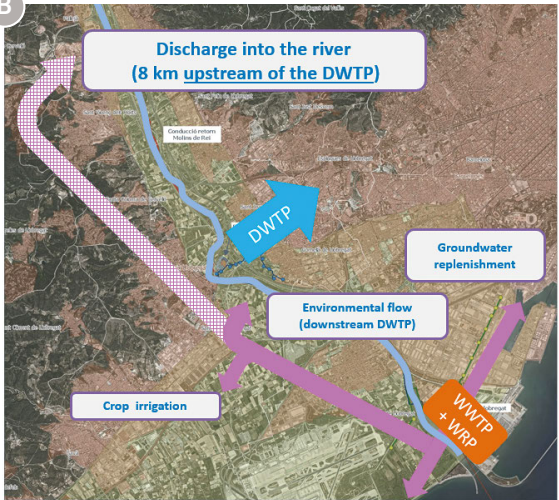 B
Discharge into the river
(8 km upstream of the DWTP)
Conducció retorn
Molins de Rei
DWTP
Groundwater
replenishment
Environmental flow
(downstream DWTP)
Crop irrigation
WWTP
+ WRP